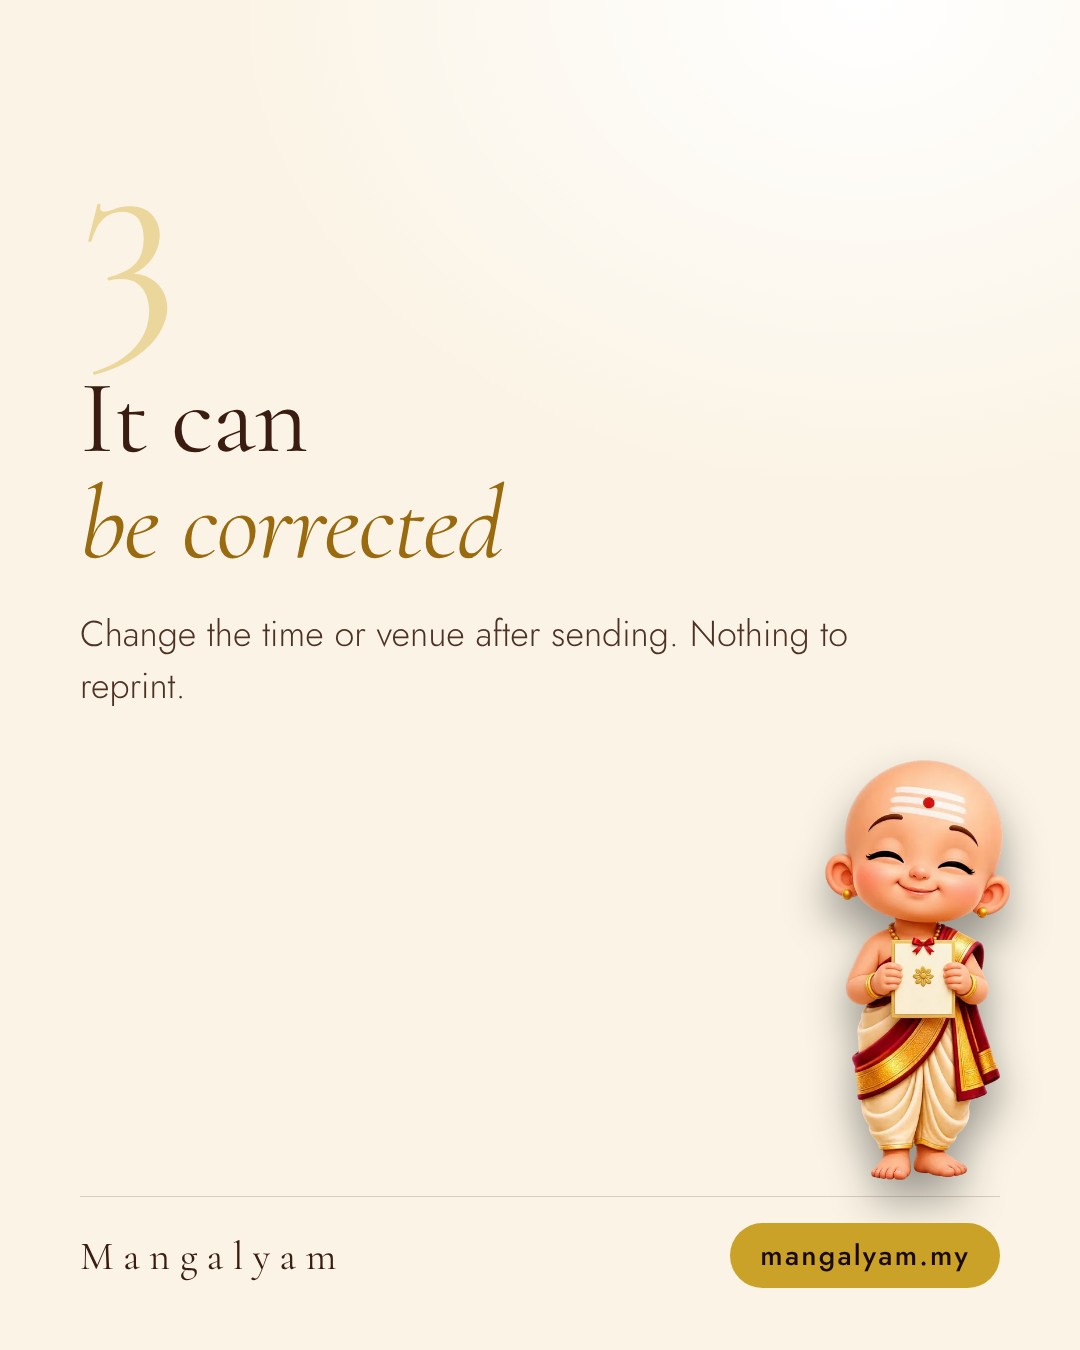 3
It can
be corrected
Change the time or venue after sending. Nothing to
reprint.
Mangalyam
mangalyam.my